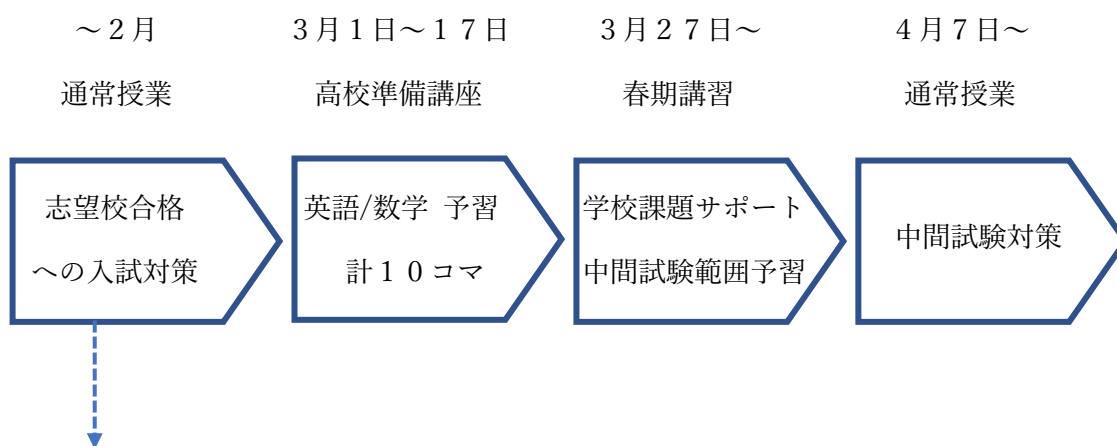 ～２月
通常授業
３月１日～１７日
高校準備講座
３月２７日～
春期講習
４月７日～
通常授業
志望校合格
への入試対策
英語/数学 予習
計１０コマ
学校課題サポート
中間試験範囲予習
中間試験対策